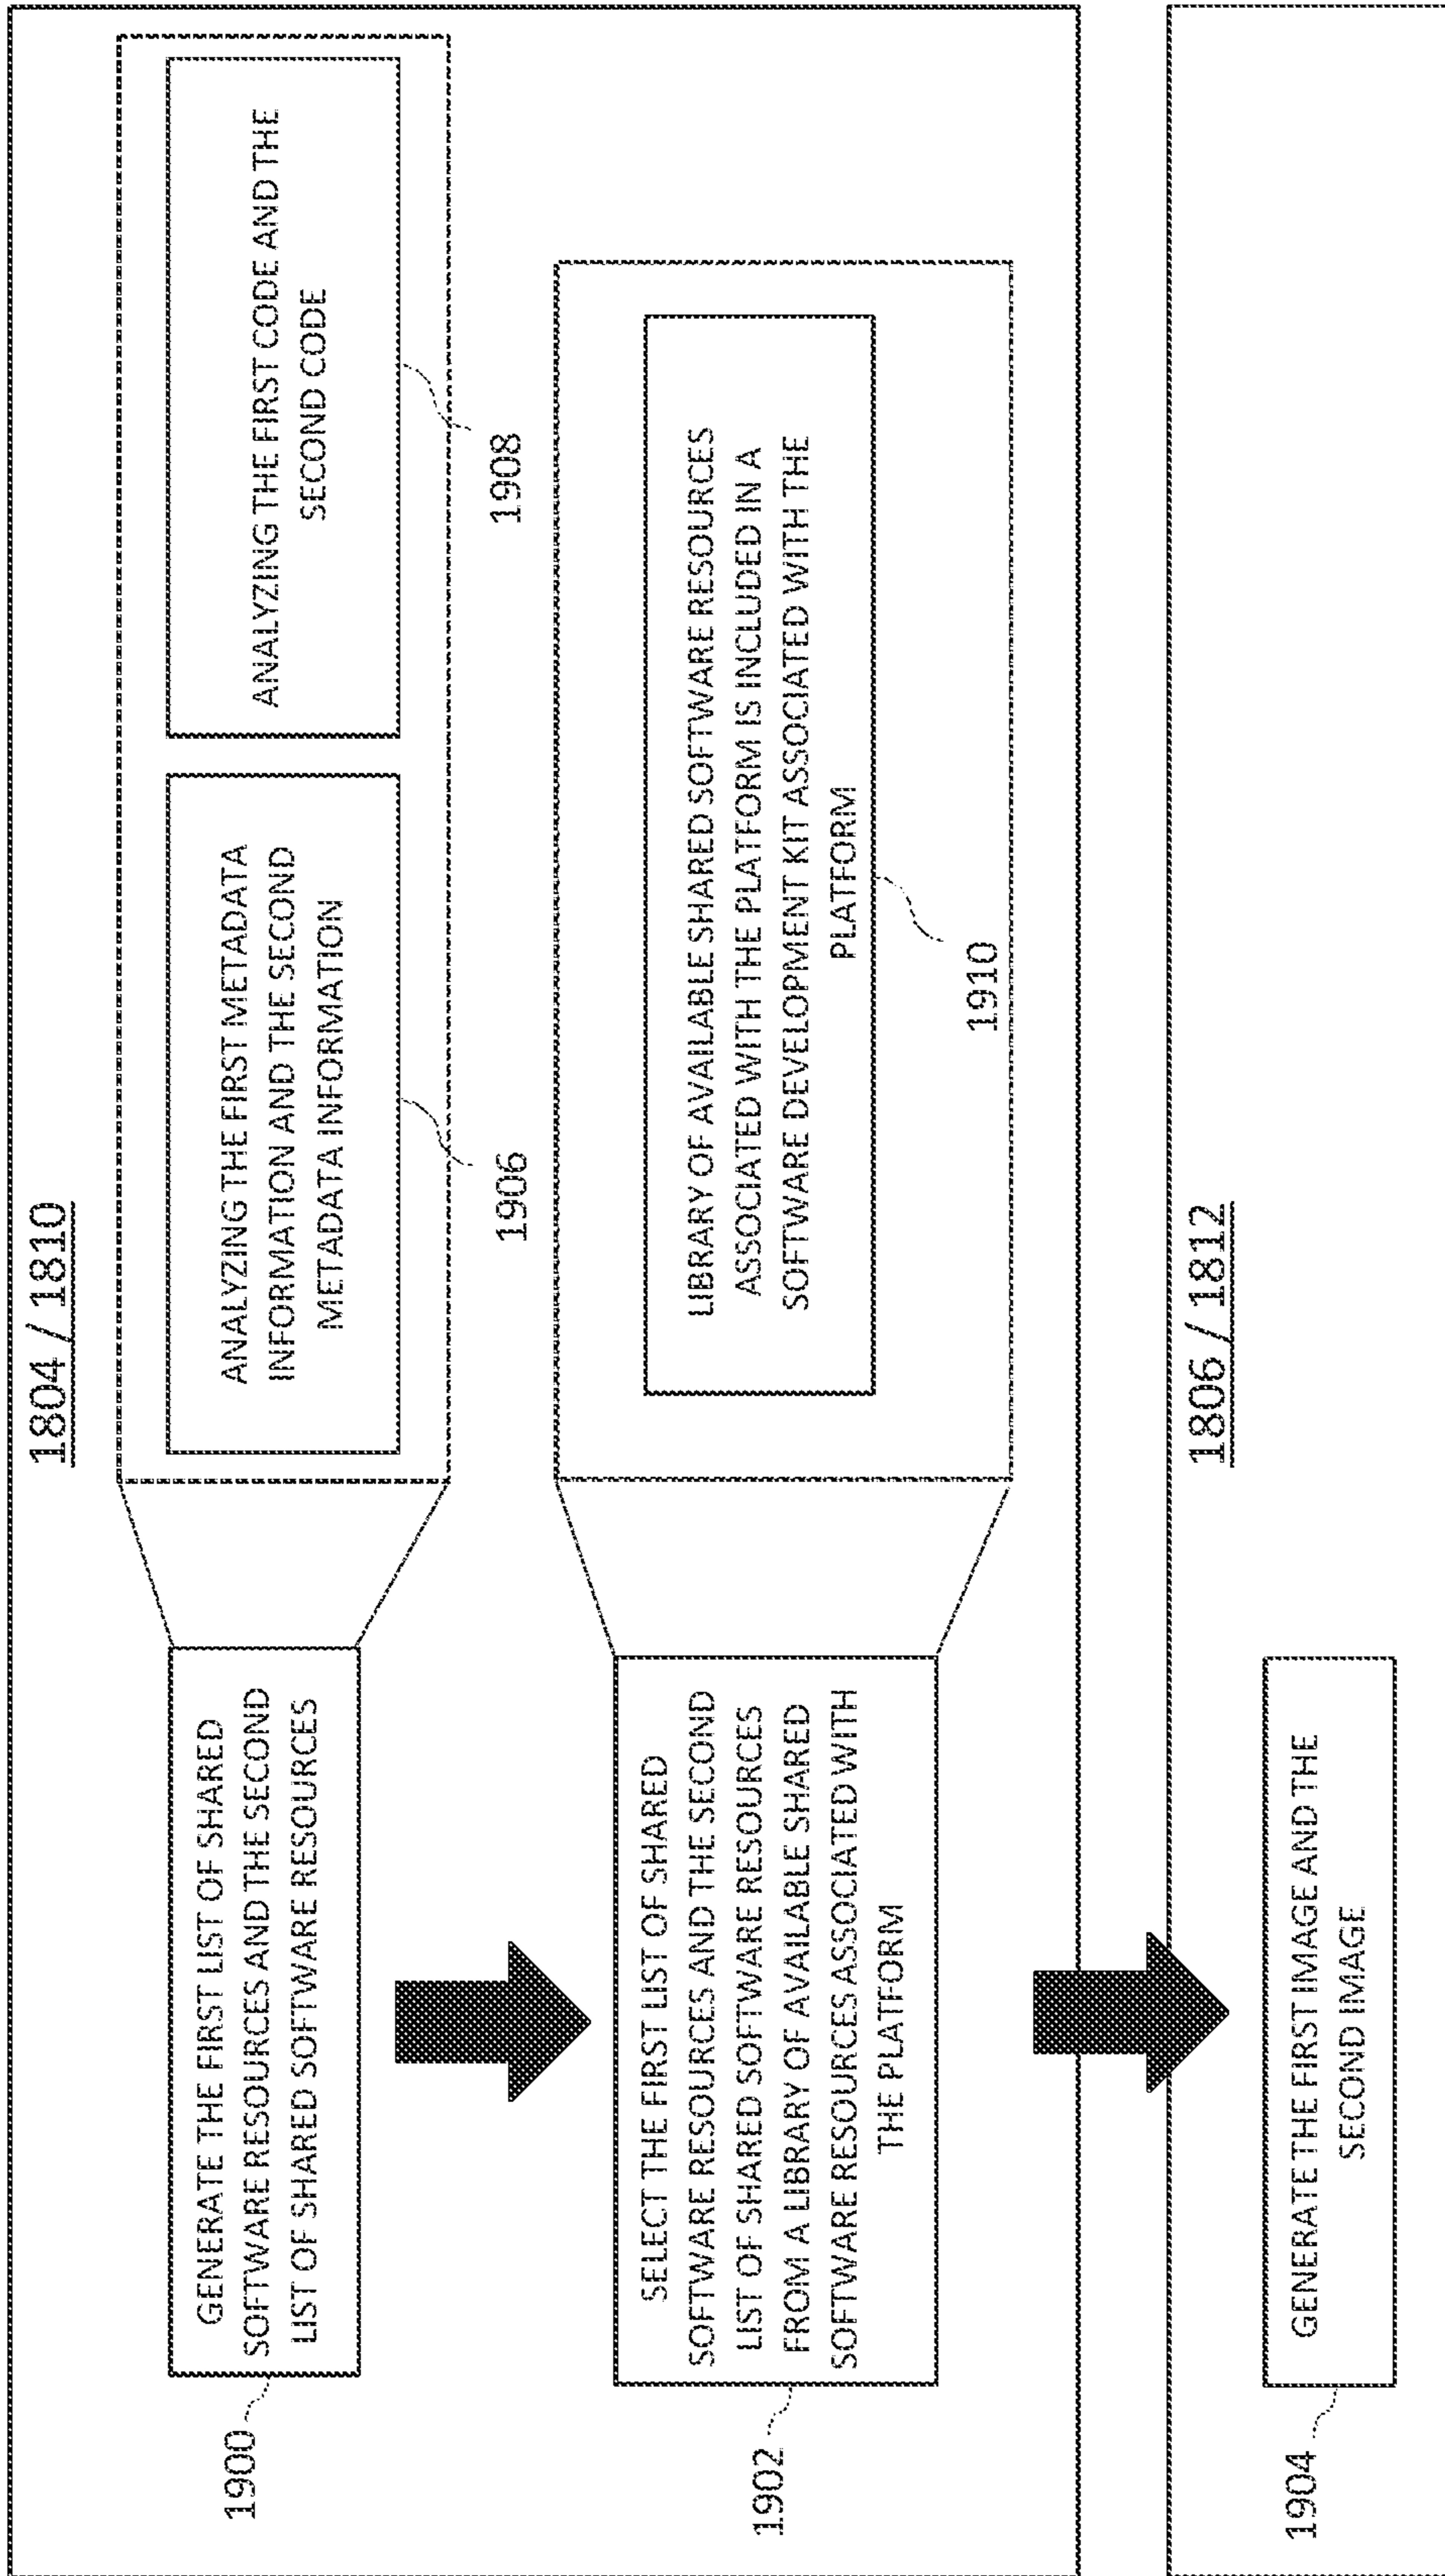 1804 / 1810
GENERATE THE FIRST LIST OF SHARED
SOFTWARE RESOURCES AND THE SECOND
LIST OF SHARED SOFTWARE RESOURCES
1900
ANALYZING THE FIRST METADATA
INFORMATION AND THE SECOND
METADATA INFORMATION
1906
ANALYZING THE FIRST CODE AND THE
SECOND CODE
1908
SELECT THE FIRST LIST OF SHARED
SOFTWARE RESOURCES AND THE SECOND
LIST OF SHARED SOFTWARE RESOURCES
FROM A LIBRARY OF AVAILABLE SHARED
SOFTWARE RESOURCES ASSOCIATED WITH
THE PLATFORM
1902
LIBRARY OF AVAILABLE SHARED SOFTWARE RESOURCES
ASSOCIATED WITH THE PLATFORM IS INCLUDED IN A
SOFTWARE DEVELOPMENT KIT ASSOCIATED WITH THE
PLATFORM
1910
1806 / 1812
GENERATE THE FIRST IMAGE AND THE
SECOND IMAGE
1904